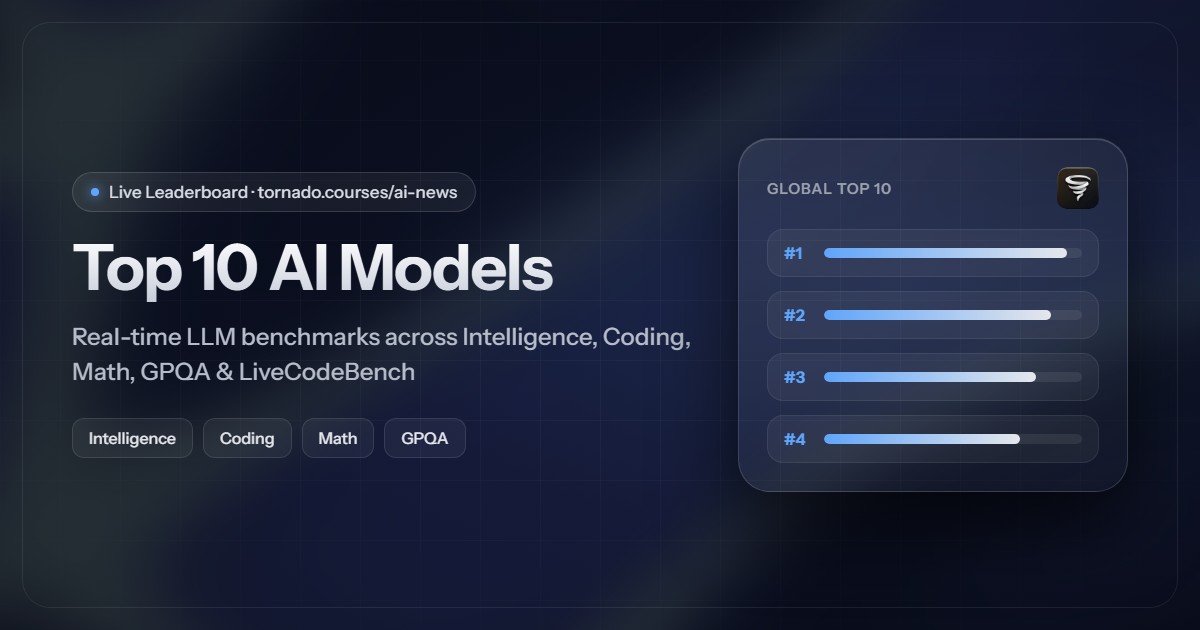 Live Leaderboard · tornado.courses/ai-news
Top 10 AI Models
Real-time LLM benchmarks across Intelligence, Coding,
Math, GPQA & LiveCodeBench
Intelligence
Coding
Math
GPQA
GLOBAL TOP 10
#1
#2
#3
#4